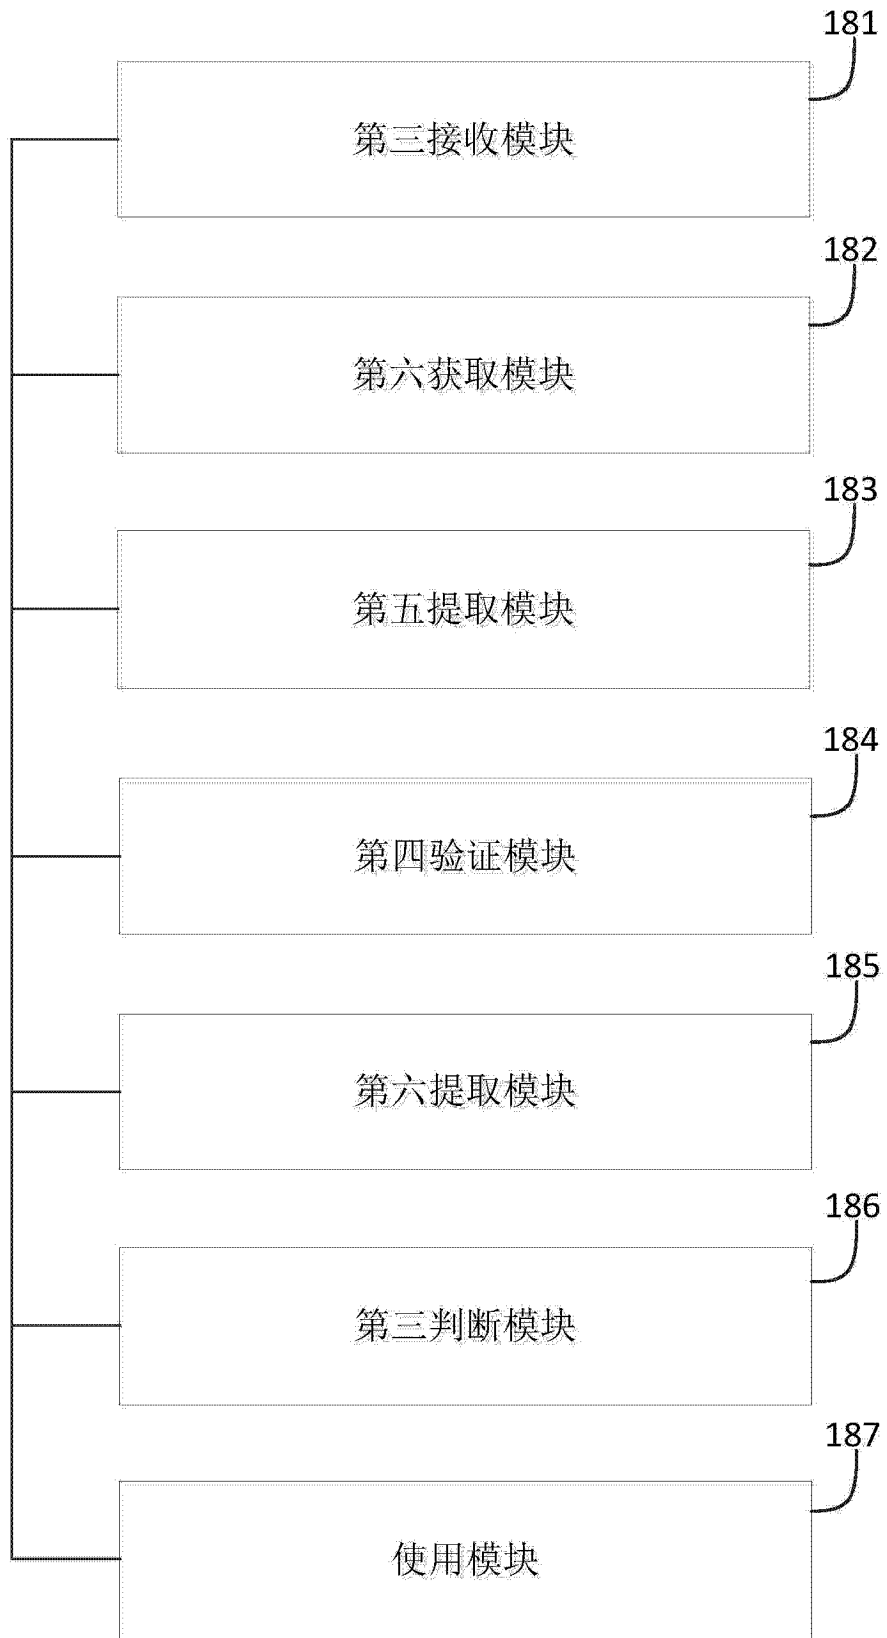 181
第三接收模块
182
第六获取模块
183
第五提取模块
184
第四验证模块
185
第六提取模块
186
第三判断模块
187
使用模块